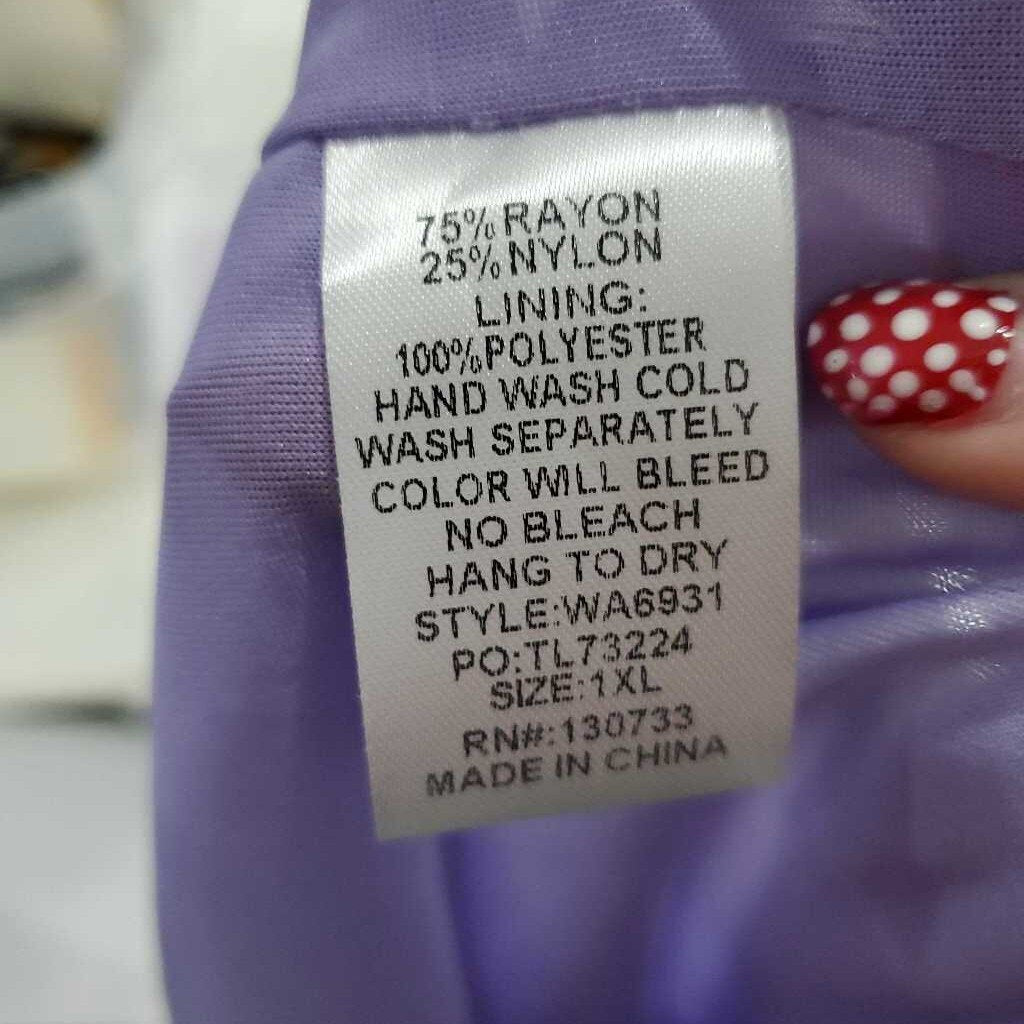 75% RAYON
25% NYLON
LINING:
100% POLYESTER
HAND WASH COLD
WASH SEPARATELY
COLOR WILL BLEED
NO BLEACH
HANG TO DRY
STYLE:WA6931
PO:TL73224
SIZE:1XL
RN#:130733
MADE IN CHINA